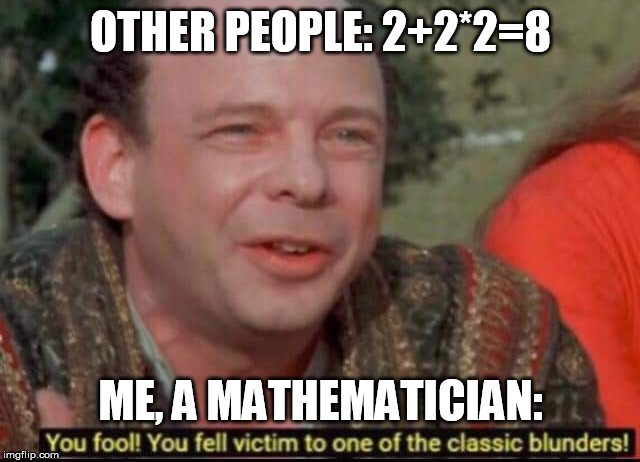 OTHER PEOPLE: 2+2*2=8
ME, A MATHEMATICIAN:
You fool! You fell victim to one of the classic blunders!
imgflip.com